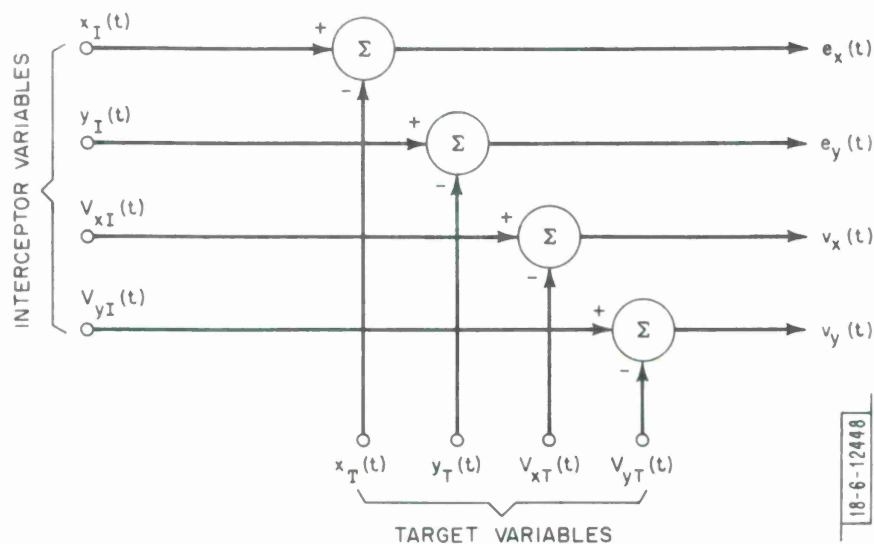 x_I(t)
+
Σ
-
e_x(t)
y_I(t)
+
Σ
-
e_y(t)
V_xI(t)
+
Σ
-
v_x(t)
V_yI(t)
+
Σ
-
v_y(t)
INTERCEPTOR VARIABLES
x_T(t)
y_T(t)
V_xT(t)
V_yT(t)
TARGET VARIABLES
18-6-12448